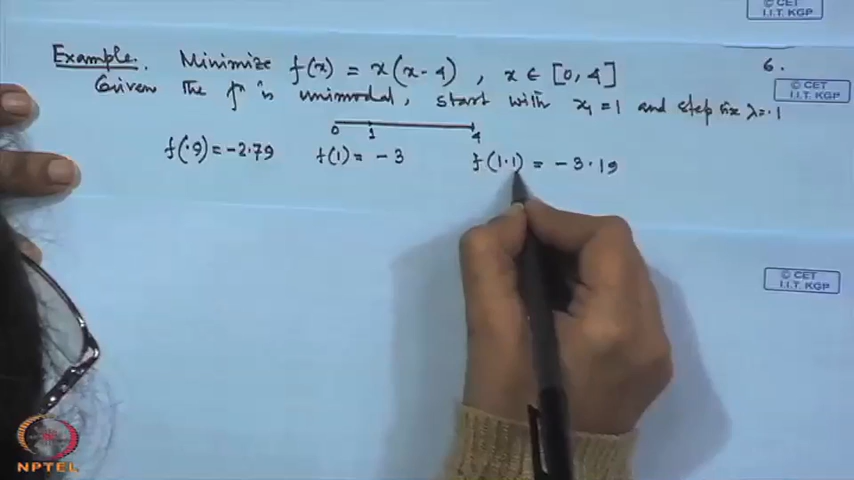 © CET
I.I.T. KGP
Example. Minimize f(x) = x(x-4) , x ∈ [0, 4]
6.
© CET
I.I.T. KGP
Given the fⁿ is unimodal, start with x₁ = 1 and step size λ = ·1
0 1 4
f(·9) = -2·79 f(1) = -3 f(1·1) = -3·19
© CET
I.I.T. KGP
NPTEL